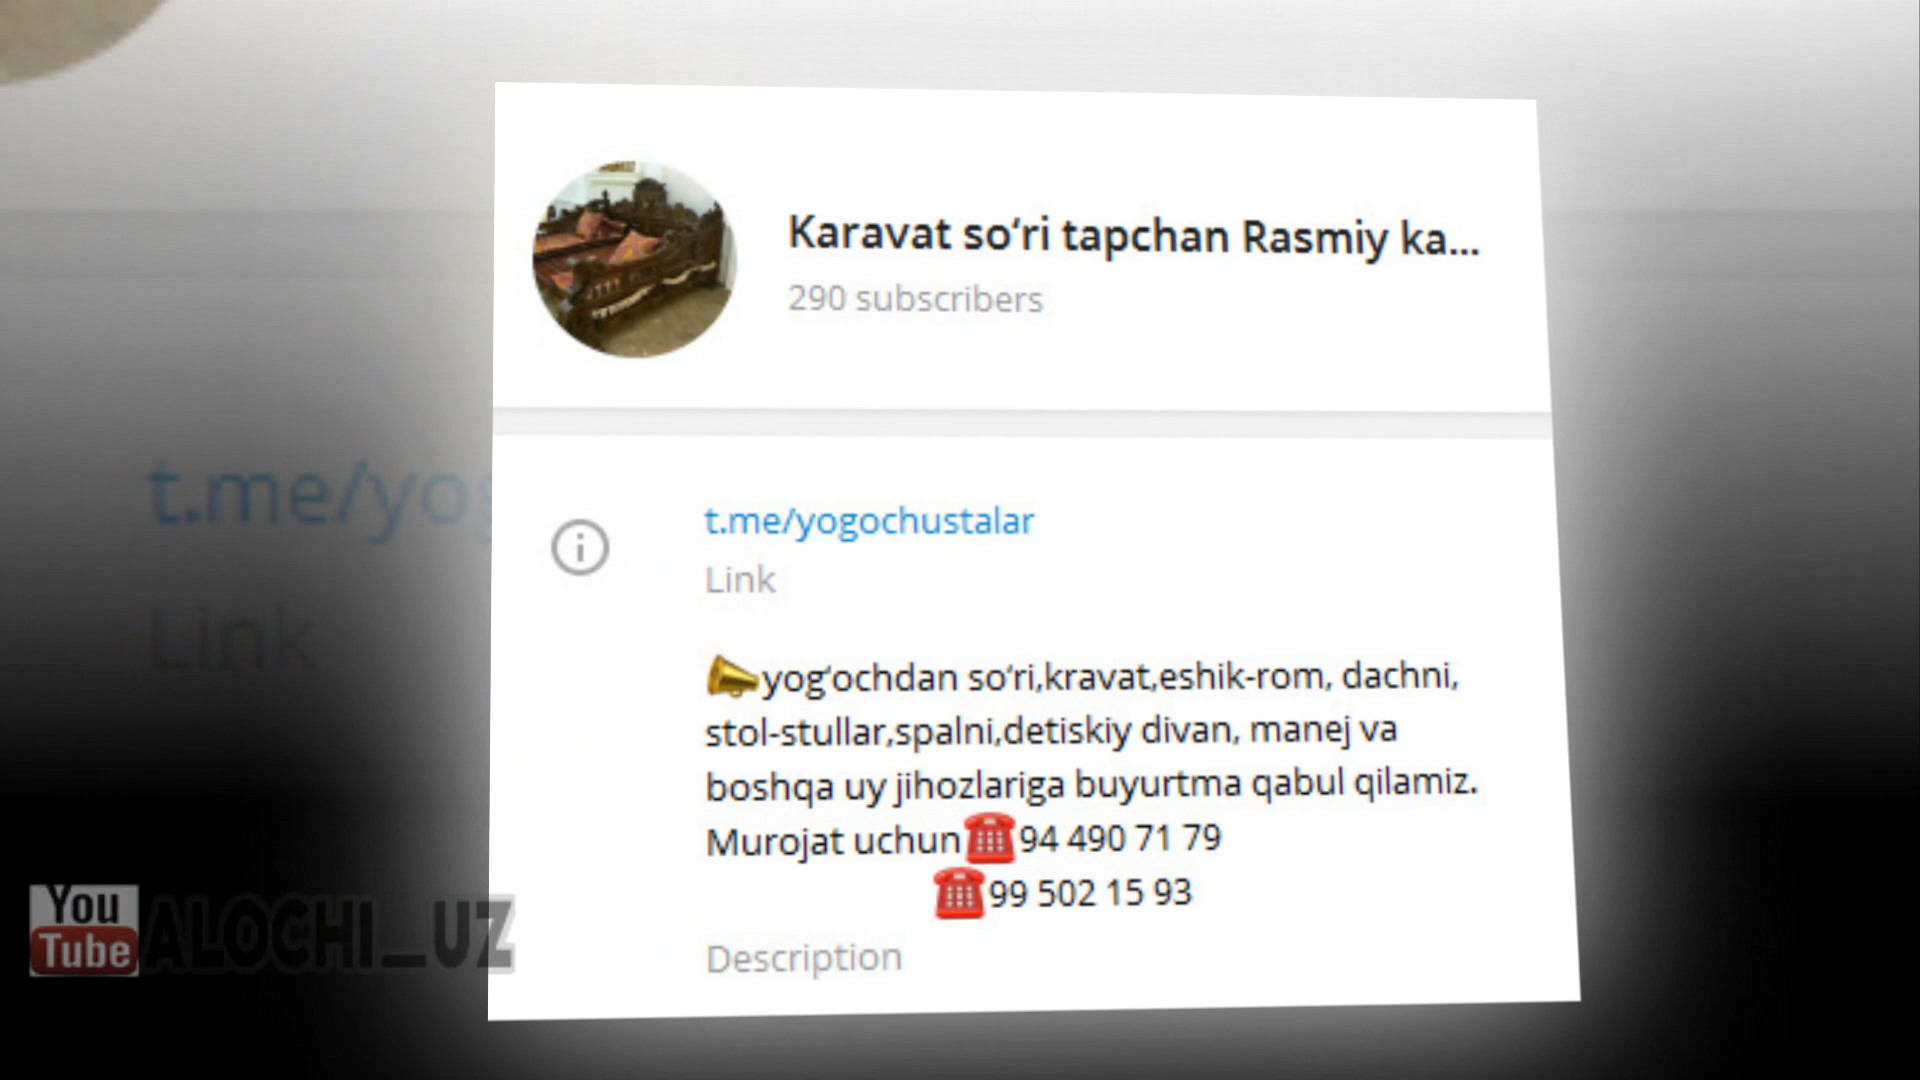 Karavat so‘ri tapchan Rasmiy ka...
290 subscribers
t.me/yog
t.me/yogochustalar
Link
Link
yog‘ochdan so‘ri,kravat,eshik-rom, dachni,
stol-stullar,spalni,detiskiy divan, manej va
boshqa uy jihozlariga buyurtma qabul qilamiz.
Murojat uchun☎94 490 71 79
☎99 502 15 93
Description
You
Tube
ALOCHI_UZ